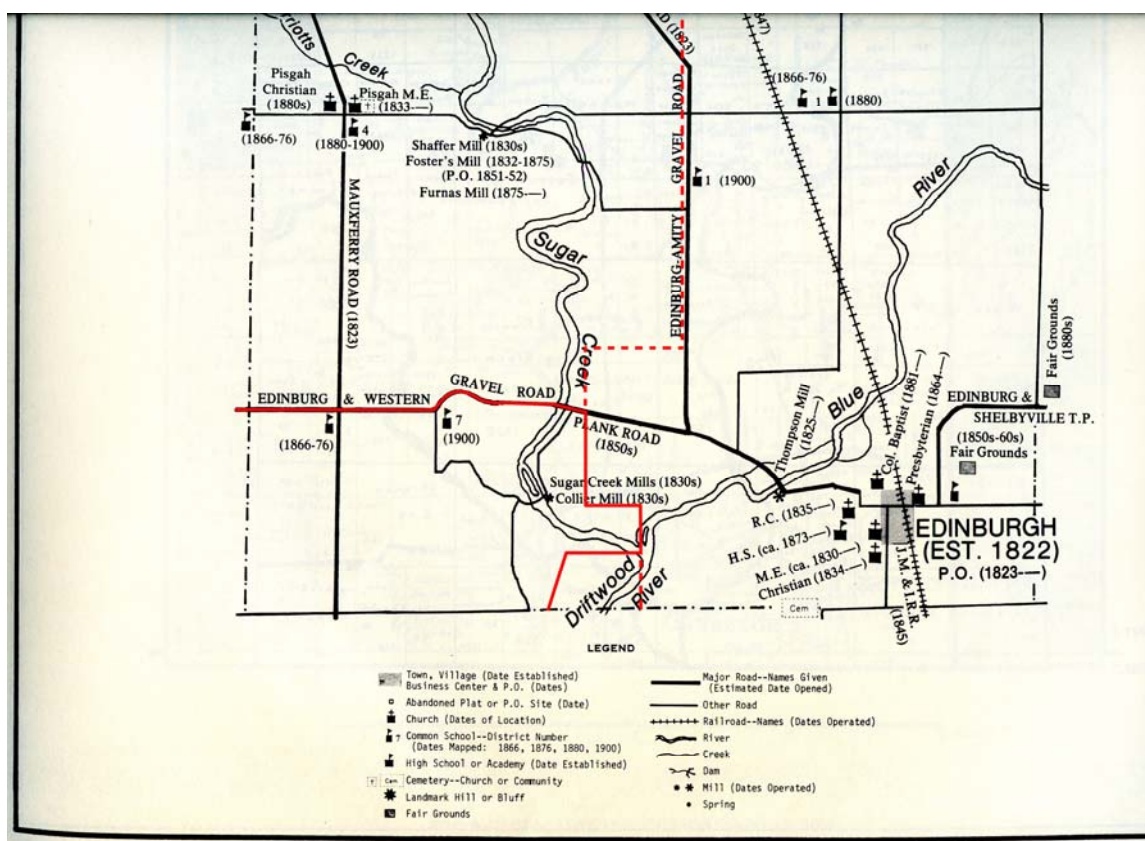 rriotts
Creek
Pisgah
Christian
(1880s)
Pisgah M.E.
(1833-—)
4
(1880-1900)
(1866-76)
Shaffer Mill (1830s)
Foster's Mill (1832-1875)
(P.O. 1851-52)
Furnas Mill (1875-—)
(1823)
847)
(1866-76)
1
(1880)
1 (1900)
River
MAUXFERRY ROAD (1823)
Sugar
Creek
EDINBURG-AMITY GRAVEL ROAD
Fair Grounds
(1880s)
EDINBURG & WESTERN GRAVEL ROAD
(1866-76)
7
(1900)
PLANK ROAD
(1850s)
Thompson Mill
(1825-—)
Blue
Col. Baptist (1881-—)
Presbyterian (1864-—)
EDINBURG &
SHELBYVILLE T.P.
(1850s-60s)
Fair Grounds
Sugar Creek Mills (1830s)
Collier Mill (1830s)
R.C. (1835-—)
H.S. (ca. 1873-—)
M.E. (ca. 1830-—)
Christian (1834-—)
EDINBURGH
(EST. 1822)
P.O. (1823-—)
J.M. & I.R.R.
(1845)
Driftwood
River
Cem
LEGEND
Town, Village (Date Established)
Business Center & P.O. (Dates)
Abandoned Plat or P.O. Site (Date)
Church (Dates of Location)
7 Common School--District Number
(Dates Mapped: 1866, 1876, 1880, 1900)
High School or Academy (Date Established)
Cem Cemetery--Church or Community
Landmark Hill or Bluff
Fair Grounds
Major Road--Names Given
(Estimated Date Opened)
Other Road
Railroad--Names (Dates Operated)
River
Creek
Dam
Mill (Dates Operated)
Spring